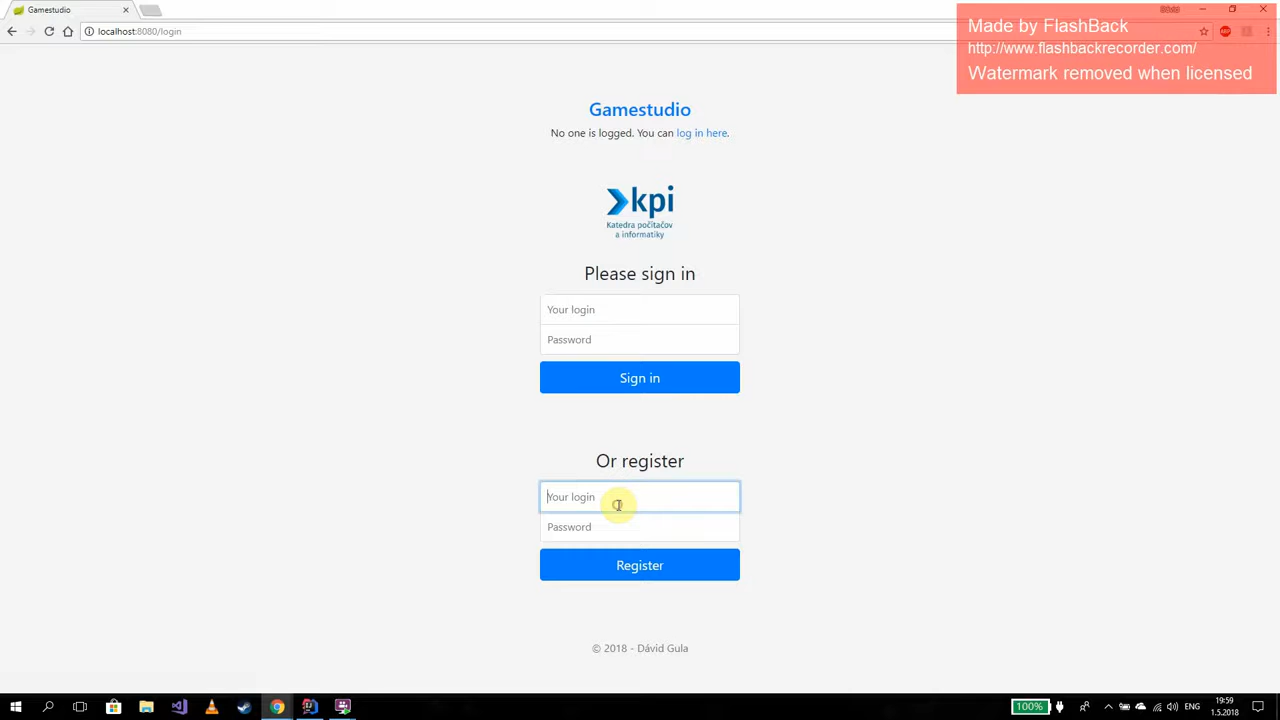 Gamestudio
localhost:8080/login
Made by FlashBack
http://www.flashbackrecorder.com/
Watermark removed when licensed
Gamestudio
No one is logged. You can log in here.
kpi
Katedra počítačov
a informatiky
Please sign in
Your login
Password
Sign in
Or register
Your login
Password
Register
© 2018 - Dávid Gula
100%
ENG
19:59
1.5.2018